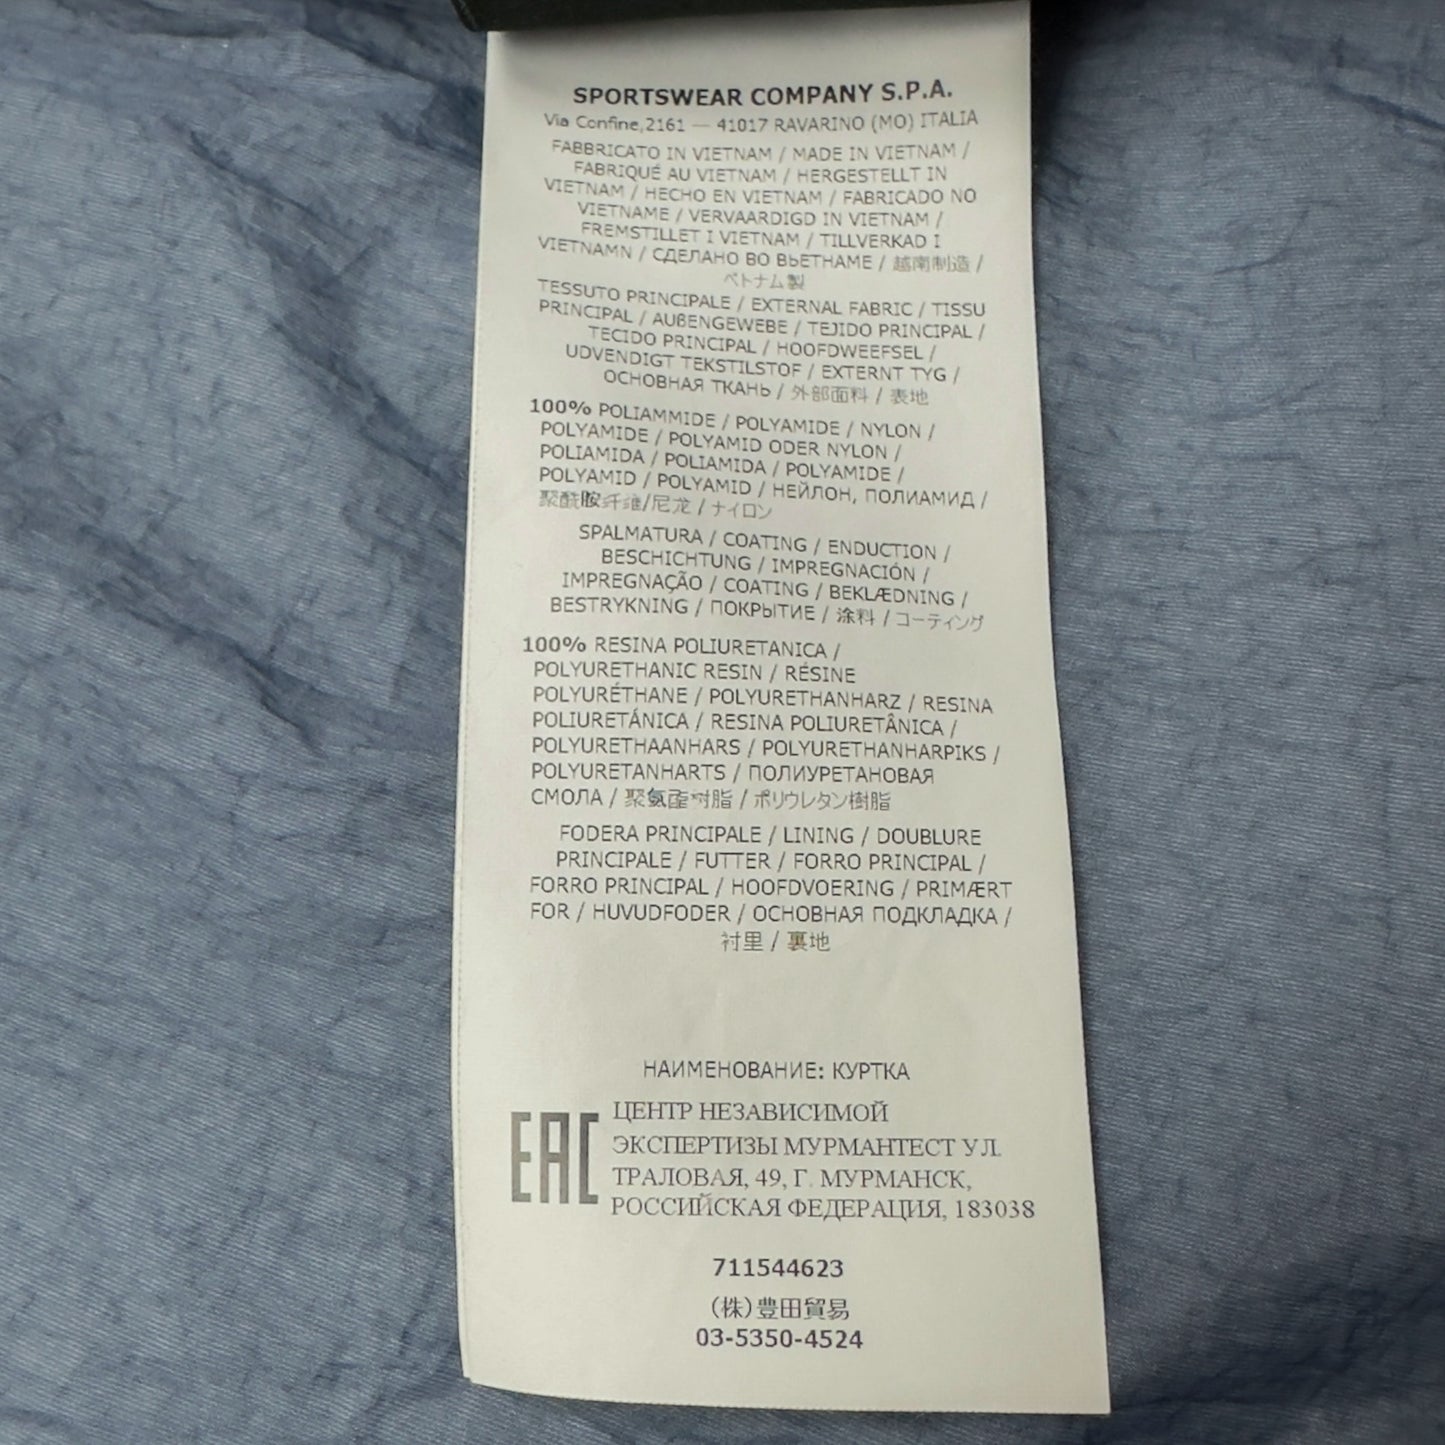 SPORTSWEAR COMPANY S.P.A.
Via Confine,2161 — 41017 RAVARINO (MO) ITALIA
FABBRICATO IN VIETNAM / MADE IN VIETNAM /
FABRIQUÉ AU VIETNAM / HERGESTELLT IN
VIETNAM / HECHO EN VIETNAM / FABRICADO NO
VIETNAME / VERVAARDIGD IN VIETNAM /
FREMSTILLET I VIETNAM / TILLVERKAD I
VIETNAMN / СДЕЛАНО ВО ВЬЕТНАМЕ / 越南制造 /
ベトナム製
TESSUTO PRINCIPALE / EXTERNAL FABRIC / TISSU
PRINCIPAL / AUßENGEWEBE / TEJIDO PRINCIPAL /
TECIDO PRINCIPAL / HOOFDWEEFSEL /
UDVENDIGT TEKSTILSTOF / EXTERNT TYG /
ОСНОВНАЯ ТКАНЬ / 外部面料 / 表地
100% POLIAMMIDE / POLYAMIDE / NYLON /
POLYAMIDE / POLYAMID ODER NYLON /
POLIAMIDA / POLIAMIDA / POLYAMIDE /
POLYAMID / POLYAMID / НЕЙЛОН, ПОЛИАМИД /
聚酰胺纤维/尼龙 / ナイロン
SPALMATURA / COATING / ENDUCTION /
BESCHICHTUNG / IMPREGNACIÓN /
IMPREGNAÇÃO / COATING / BEKLÆDNING /
BESTRYKNING / ПОКРЫТИЕ / 涂料 / コーティング
100% RESINA POLIURETANICA /
POLYURETHANIC RESIN / RÉSINE
POLYURÉTHANE / POLYURETHANHARZ / RESINA
POLIURETÁNICA / RESINA POLIURETÂNICA /
POLYURETHAANHARS / POLYURETHANHARPIKS /
POLYURETANHARTS / ПОЛИУРЕТАНОВАЯ
СМОЛА / 聚氨酯树脂 / ポリウレタン樹脂
FODERA PRINCIPALE / LINING / DOUBLURE
PRINCIPALE / FUTTER / FORRO PRINCIPAL /
FORRO PRINCIPAL / HOOFDVOERING / PRIMÆRT
FOR / HUVUDFODER / ОСНОВНАЯ ПОДКЛАДКА /
衬里 / 裏地
НАИМЕНОВАНИЕ: КУРТКА
EAC
ЦЕНТР НЕЗАВИСИМОЙ
ЭКСПЕРТИЗЫ МУРМАНТЕСТ УЛ.
ТРАЛОВАЯ, 49, Г. МУРМАНСК,
РОССИЙСКАЯ ФЕДЕРАЦИЯ, 183038
711544623
(株)豊田貿易
03-5350-4524